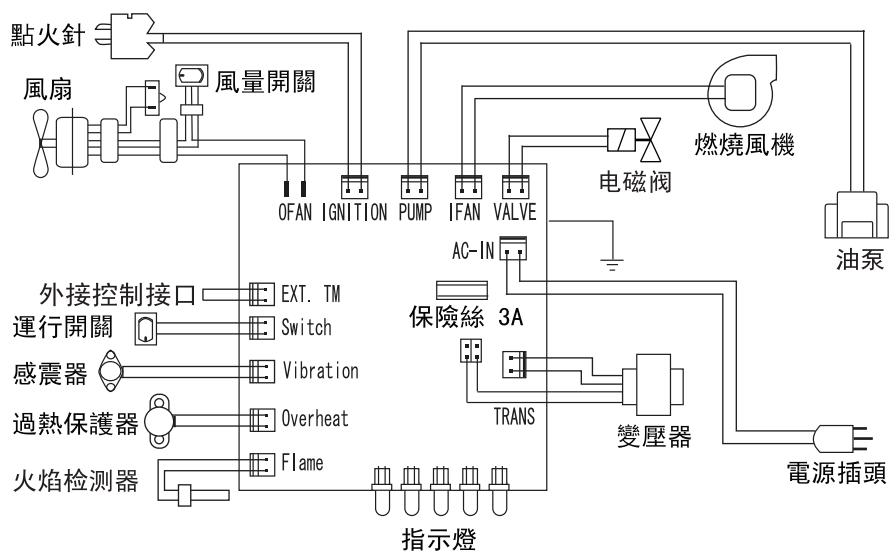 點火針
風扇
風量開關
燃燒風機
电磁阀
油泵
OFAN IGNITION PUMP IFAN VALVE
AC-IN
外接控制接口 EXT. TM
保險絲 3A
運行開關 Switch
感震器 Vibration
過熱保護器 Overheat
TRANS
變壓器
火焰检测器 Flame
電源插頭
指示燈